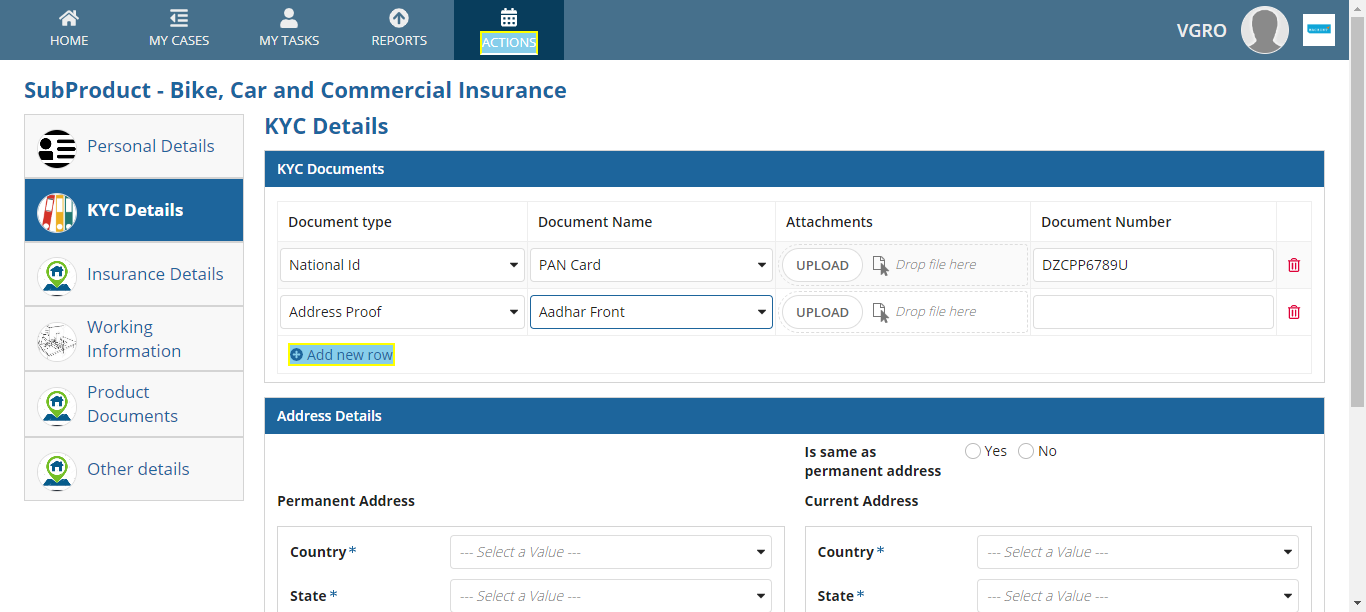 HOME
MY CASES
MY TASKS
REPORTS
ACTIONS
VGRO
SubProduct - Bike, Car and Commercial Insurance
Personal Details
KYC Details
Insurance Details
Working
Information
Product
Documents
Other details
KYC Details
KYC Documents
Document type Document Name Attachments Document Number
National Id PAN Card UPLOAD Drop file here DZCPP6789U
Address Proof Aadhar Front UPLOAD Drop file here
Add new row
Address Details
Is same as
permanent address
Yes No
Permanent Address
Current Address
Country* --- Select a Value ---
Country* --- Select a Value ---
State* --- Select a Value ---
State* --- Select a Value ---